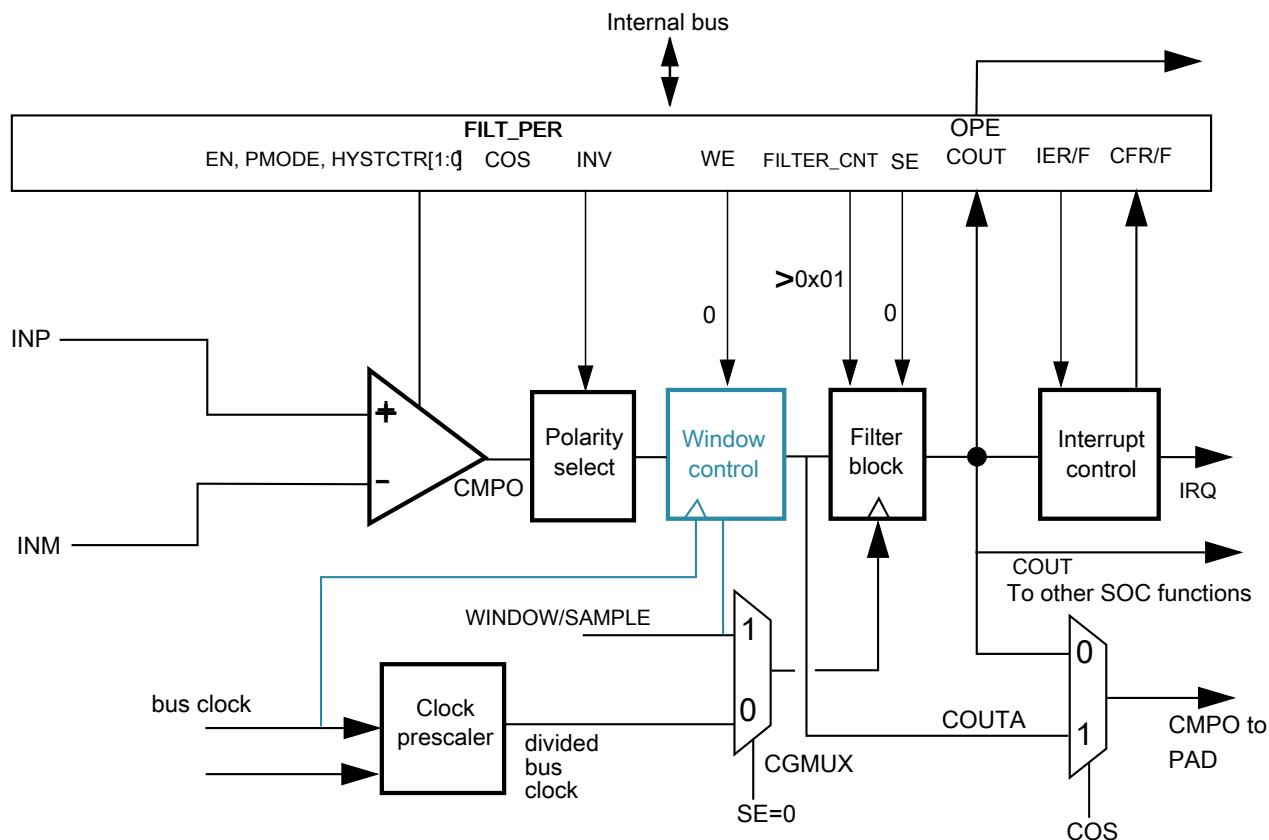 Internal bus
FILT_PER
OPE
EN, PMODE, HYSTCTR[1:0] COS INV WE FILTER_CNT SE COUT IER/F CFR/F
>0x01
0
0
INP
+
-
INM
CMPO
Polarity
select
Window
control
Filter
block
Interrupt
control
IRQ
COUT
To other SOC functions
WINDOW/SAMPLE
1
0
bus clock
Clock
prescaler
divided
bus
clock
CGMUX
SE=0
COUTA
0
1
CMPO to
PAD
COS